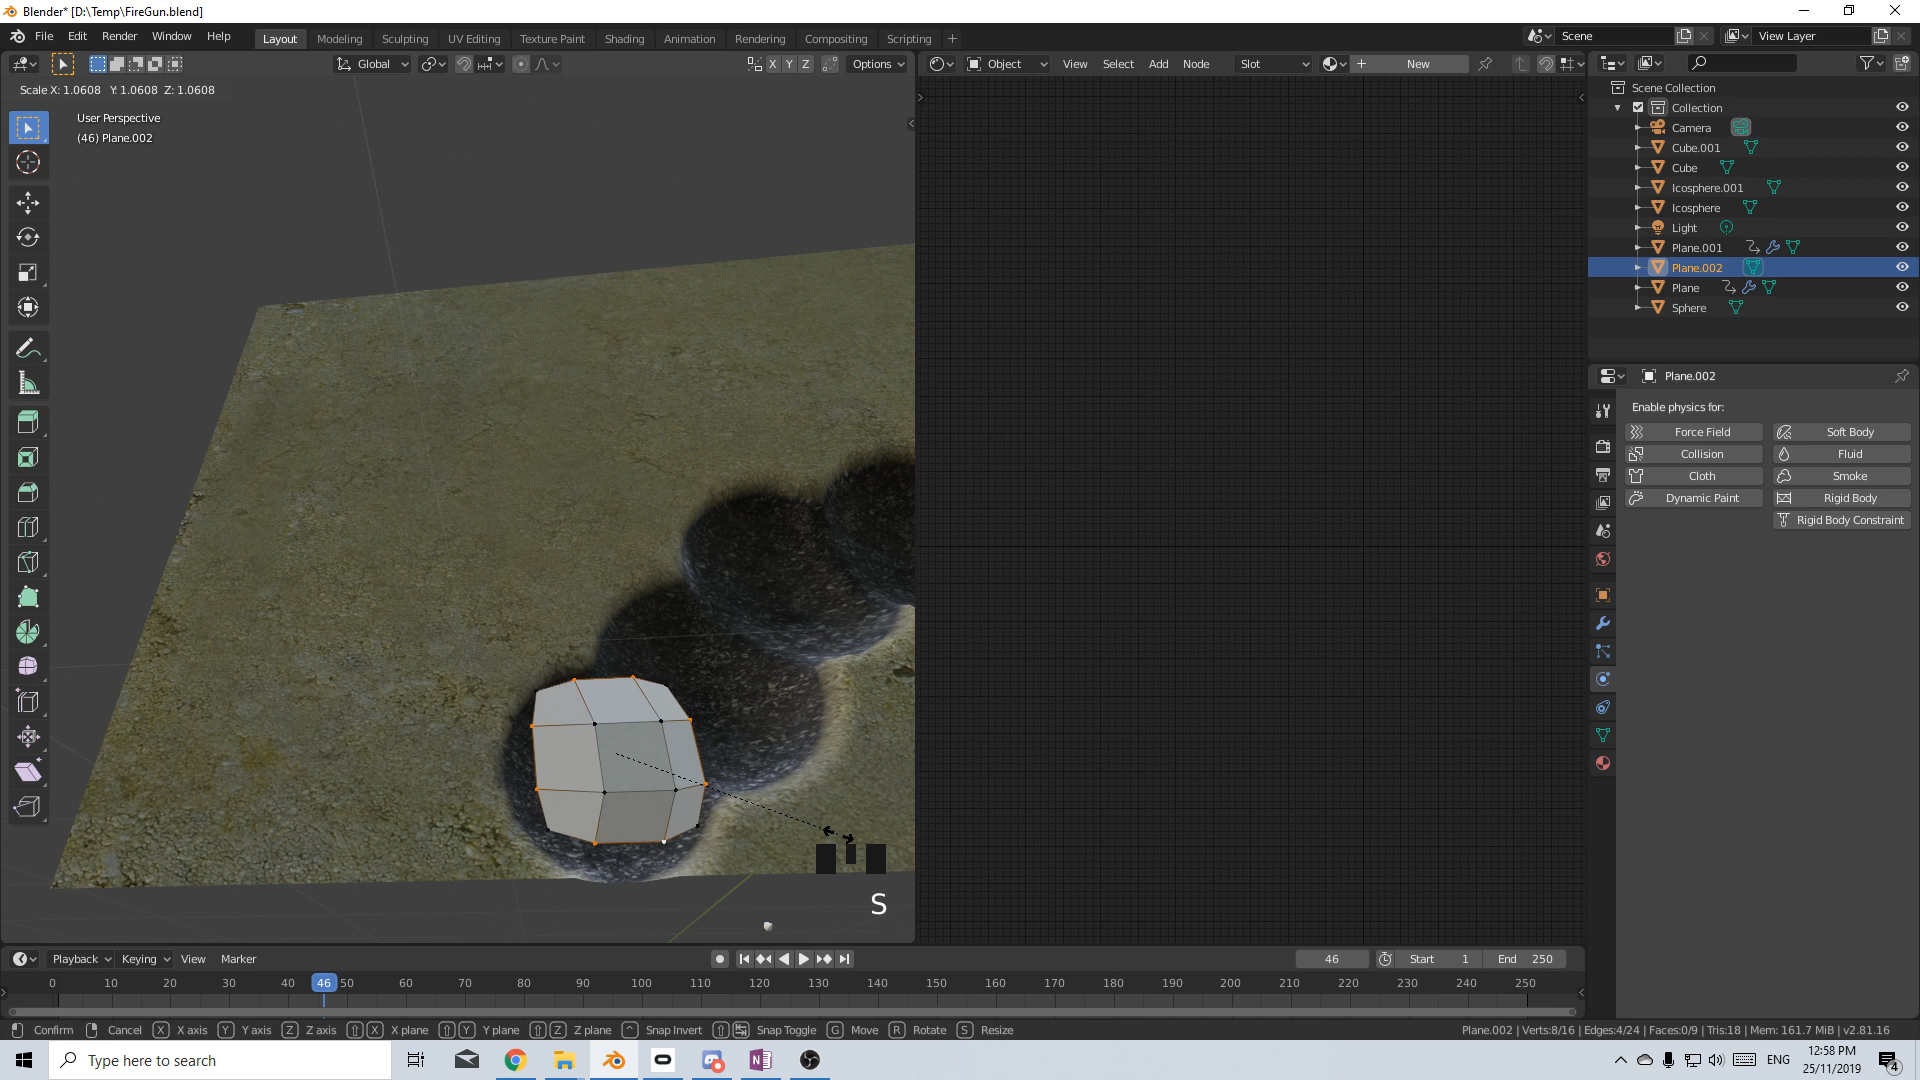 Blender* [D:\Temp\FireGun.blend]
File Edit Render Window Help Layout Modeling Sculpting UV Editing Texture Paint Shading Animation Rendering Compositing Scripting + Scene View Layer
Global X Y Z Options Object View Select Add Node Slot + New
Scale X: 1.0608 Y: 1.0608 Z: 1.0608
User Perspective
(46) Plane.002
Scene Collection
Collection
Camera
Cube.001
Cube
Icosphere.001
Icosphere
Light
Plane.001
Plane.002
Plane
Sphere
Plane.002
Enable physics for:
Force Field Soft Body
Collision Fluid
Cloth Smoke
Dynamic Paint Rigid Body
Rigid Body Constraint
S
Playback Keying View Marker 46 Start 1 End 250
0 10 20 30 40 46 50 60 70 80 90 100 110 120 130 140 150 160 170 180 190 200 210 220 230 240 250
Confirm Cancel X X axis Y Y axis Z Z axis X X plane Y Y plane Z Z plane ^ Snap Invert Snap Toggle G Move R Rotate S Resize Plane.002 | Verts:8/16 | Edges:4/24 | Faces:0/9 | Tris:18 | Mem: 161.7 MiB | v2.81.16
Type here to search ENG 12:58 PM
25/11/2019 4